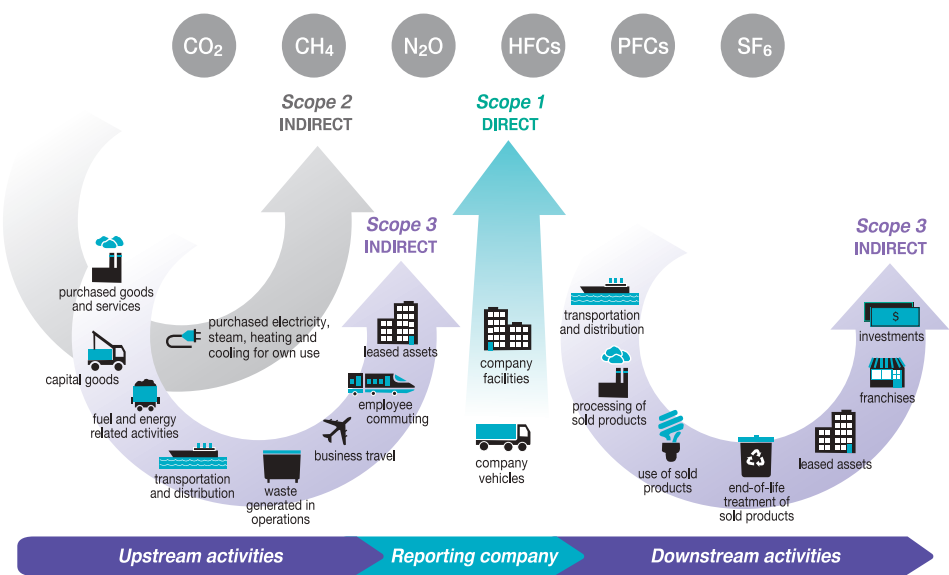 CO2
CH4
N2O
HFCs
PFCs
SF6
Scope 2
INDIRECT
Scope 1
DIRECT
Scope 3
INDIRECT
Scope 3
INDIRECT
purchased goods
and services
capital goods
fuel and energy
related activities
transportation
and distribution
waste
generated in
operations
business travel
employee
commuting
leased assets
purchased electricity,
steam, heating and
cooling for own use
company
facilities
company
vehicles
transportation
and distribution
processing of
sold products
use of sold
products
end-of-life
treatment of
sold products
leased assets
franchises
investments
$
Upstream activities
Reporting company
Downstream activities